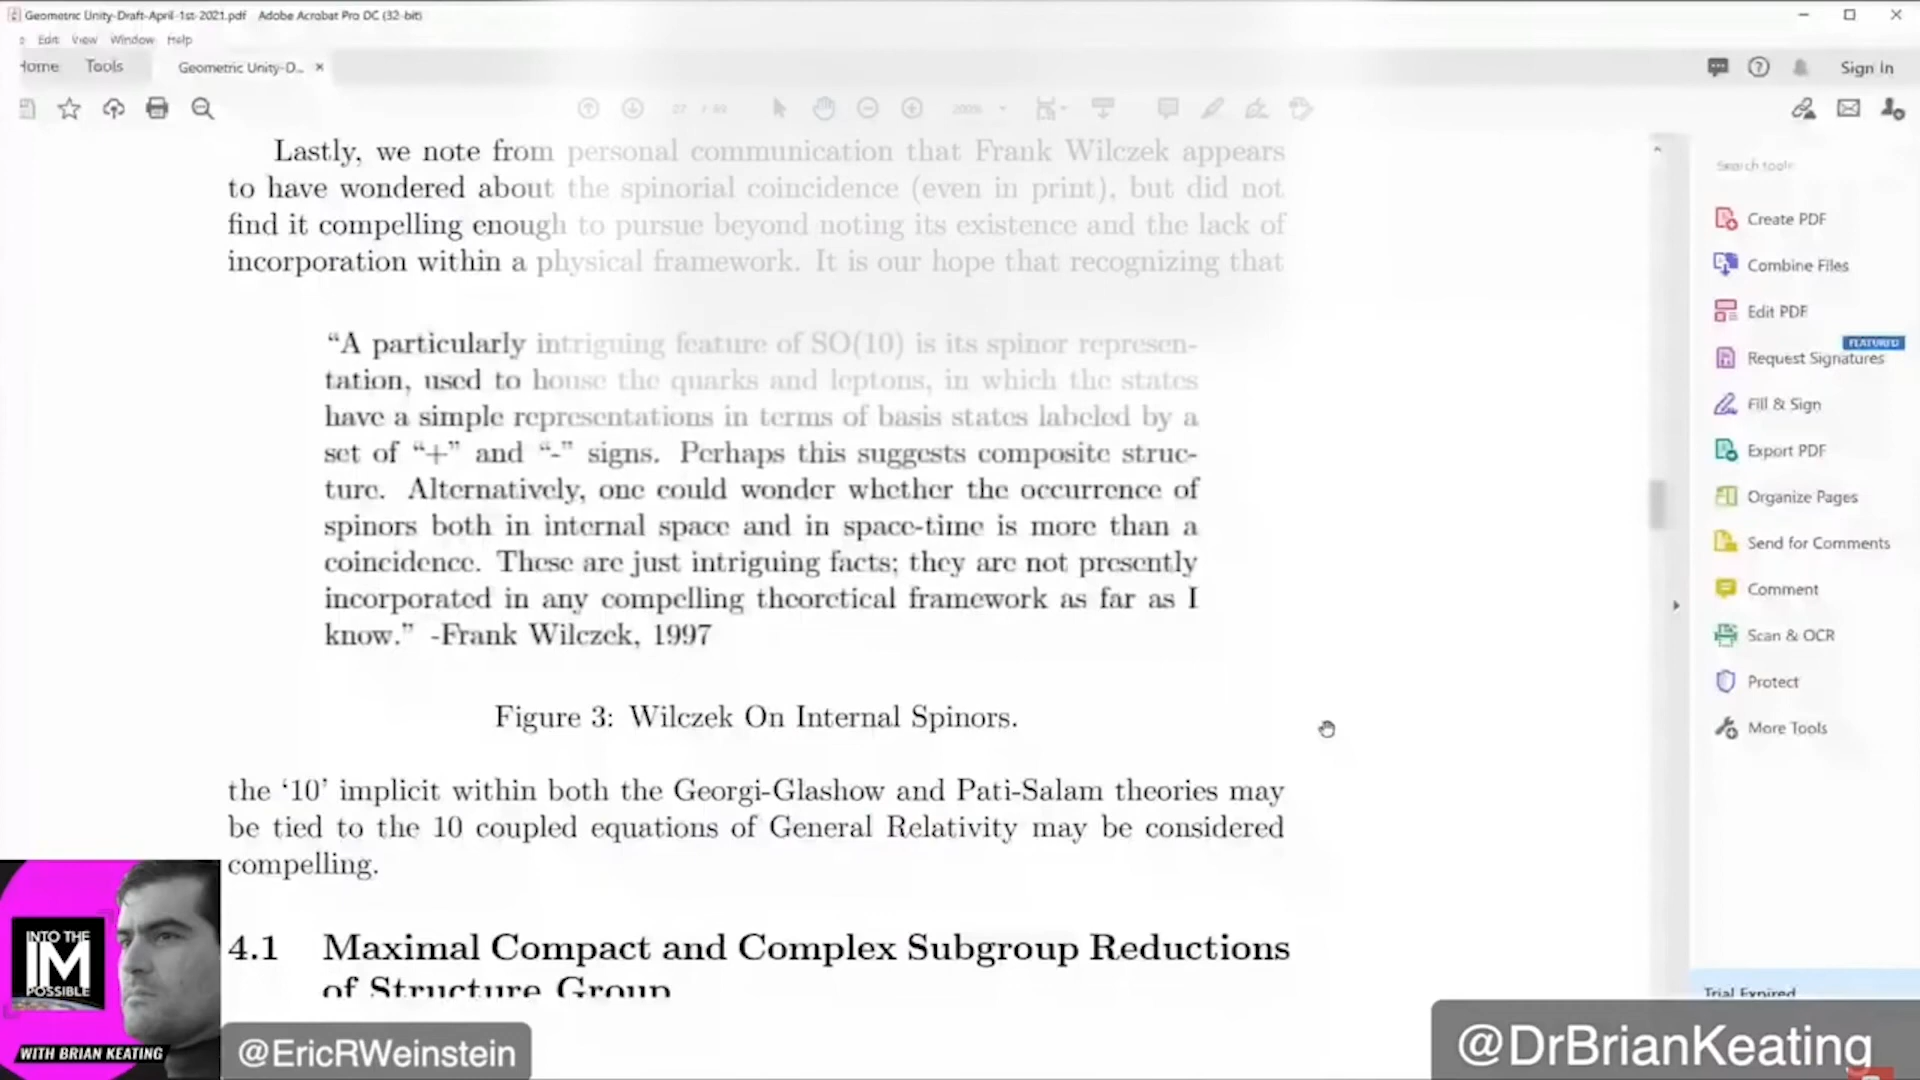 Geometric Unity-Draft-April-1st-2021.pdf Adobe Acrobat Pro DC (32-bit)
Edit View Window Help
Home Tools Geometric Unity-D... ×
Sign In
27 / 69 200%
Lastly, we note from personal communication that Frank Wilczek appears
to have wondered about the spinorial coincidence (even in print), but did not
find it compelling enough to pursue beyond noting its existence and the lack of
incorporation within a physical framework. It is our hope that recognizing that
“A particularly intriguing feature of SO(10) is its spinor represen-
tation, used to house the quarks and leptons, in which the states
have a simple representations in terms of basis states labeled by a
set of “+” and “-” signs. Perhaps this suggests composite struc-
ture. Alternatively, one could wonder whether the occurrence of
spinors both in internal space and in space-time is more than a
coincidence. These are just intriguing facts; they are not presently
incorporated in any compelling theoretical framework as far as I
know.” -Frank Wilczek, 1997
Figure 3: Wilczek On Internal Spinors.
the ‘10’ implicit within both the Georgi-Glashow and Pati-Salam theories may
be tied to the 10 coupled equations of General Relativity may be considered
compelling.
4.1 Maximal Compact and Complex Subgroup Reductions
of Structure Group
Search tools
Create PDF
Combine Files
Edit PDF
FEATURED
Request Signatures
Fill & Sign
Export PDF
Organize Pages
Send for Comments
Comment
Scan & OCR
Protect
More Tools
Trial Expired
INTO THE
IM
POSSIBLE
WITH BRIAN KEATING
@EricRWeinstein
@DrBrianKeating